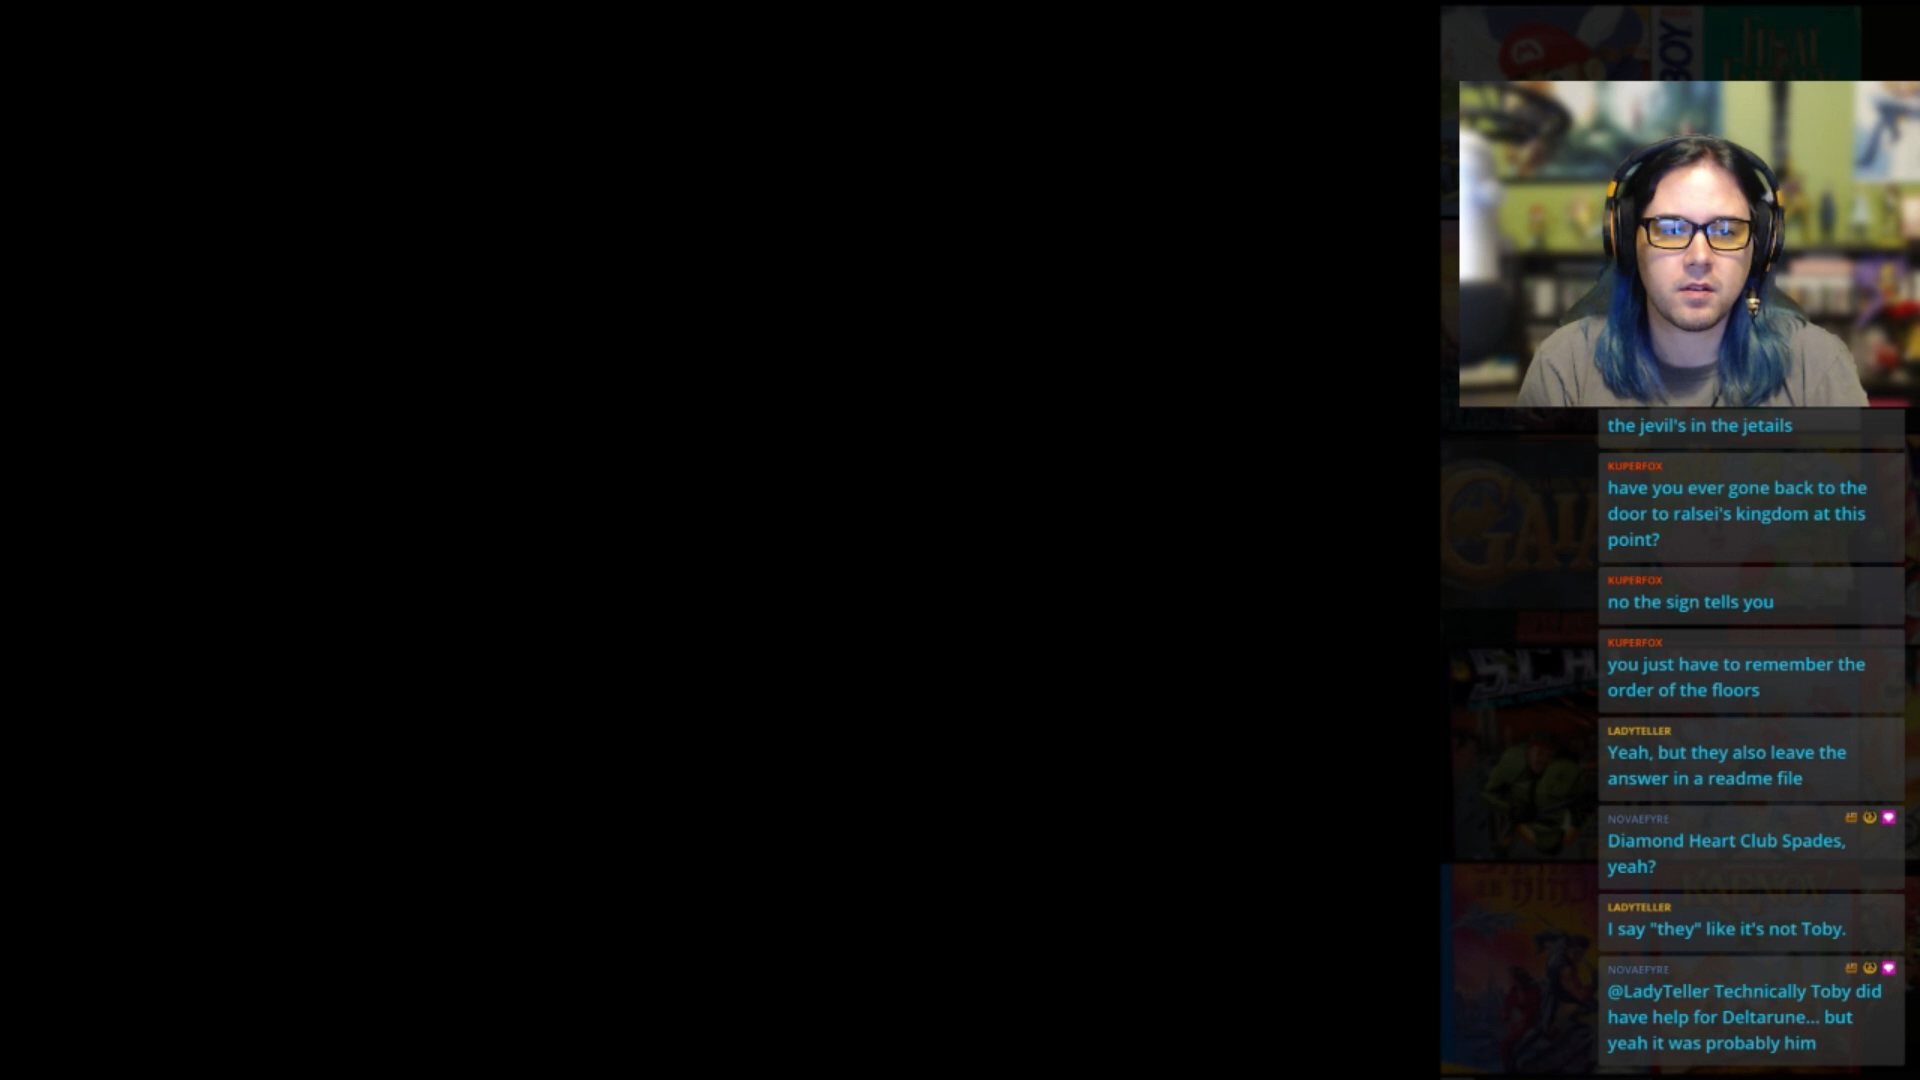 BOY
the jevil's in the jetails
KUPERFOX
have you ever gone back to the
door to ralsei's kingdom at this
point?
KUPERFOX
no the sign tells you
KUPERFOX
you just have to remember the
order of the floors
LADYTELLER
Yeah, but they also leave the
answer in a readme file
NOVAEFYRE
Diamond Heart Club Spades,
yeah?
LADYTELLER
I say "they" like it's not Toby.
NOVAEFYRE
@LadyTeller Technically Toby did
have help for Deltarune... but
yeah it was probably him